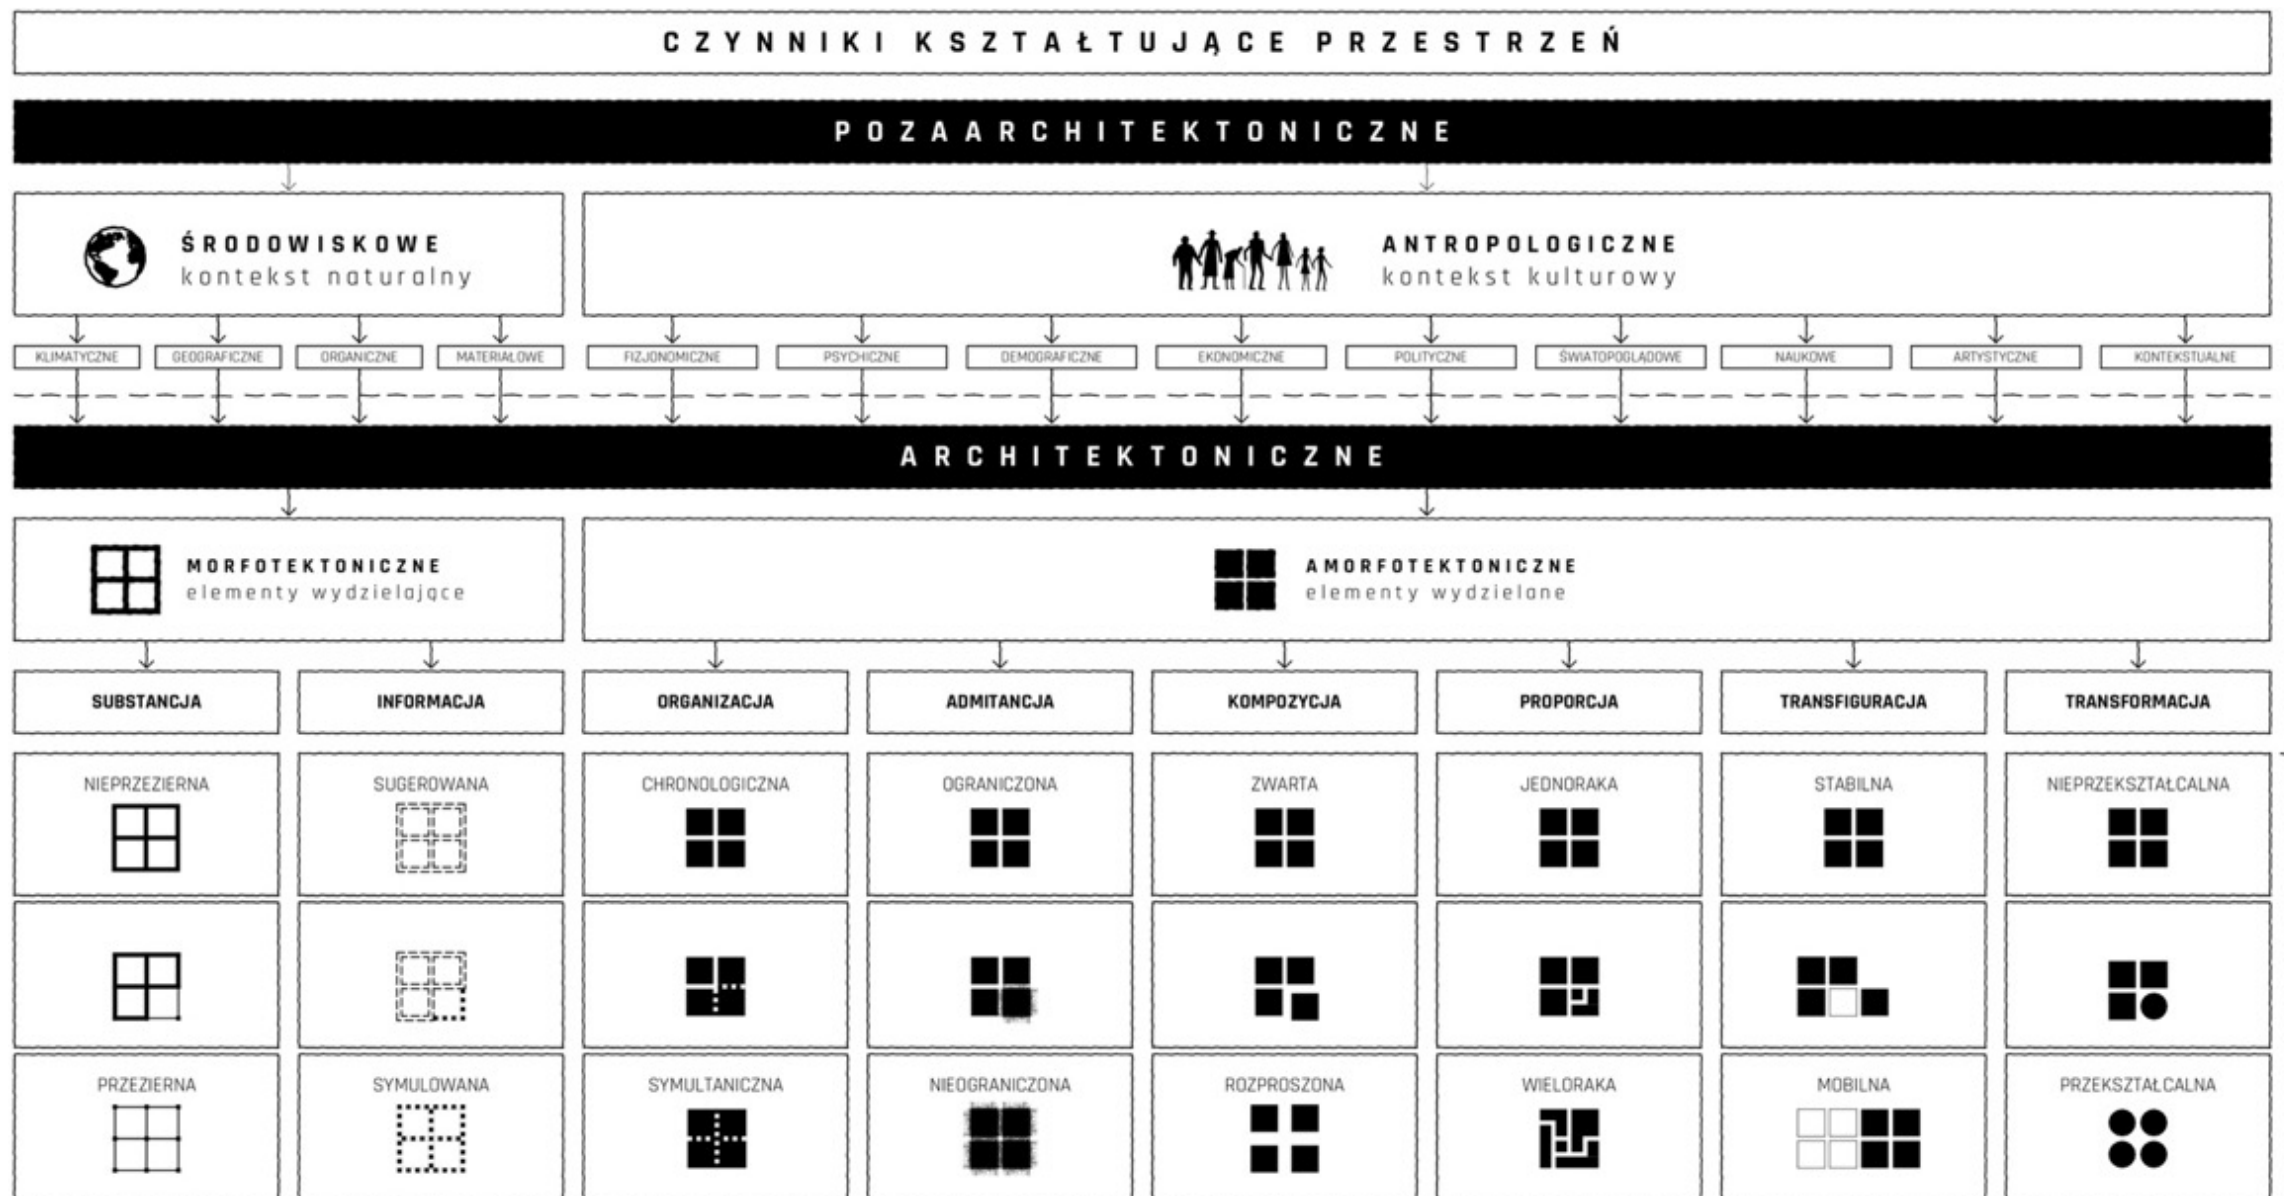 CZYNNIKI KSZTAŁTUJĄCE PRZESTRZEŃ
POZAARCHITEKTONICZNE
ŚRODOWISKOWE
kontekst naturalny
ANTROPOLOGICZNE
kontekst kulturowy
KLIMATYCZNE
GEOGRAFICZNE
ORGANICZNE
MATERIAŁOWE
FIZJONOMICZNE
PSYCHICZNE
DEMOGRAFICZNE
EKONOMICZNE
POLITYCZNE
ŚWIATOPOGLĄDOWE
NAUKOWE
ARTYSTYCZNE
KONTEKSTUALNE
ARCHITEKTONICZNE
MORFOTEKTONICZNE
elementy wydzielające
AMORFOTEKTONICZNE
elementy wydzielane
SUBSTANCJA
INFORMACJA
ORGANIZACJA
ADMITANCJA
KOMPOZYCJA
PROPORCJA
TRANSFIGURACJA
TRANSFORMACJA
NIEPRZEZIERNA
SUGEROWANA
CHRONOLOGICZNA
OGRANICZONA
ZWARTA
JEDNORAKA
STABILNA
NIEPRZEKSZTAŁCALNA
PRZEZIERNA
SYMULOWANA
SYMULTANICZNA
NIEOGRANICZONA
ROZPROSZONA
WIELORAKA
MOBILNA
PRZEKSZTAŁCALNA